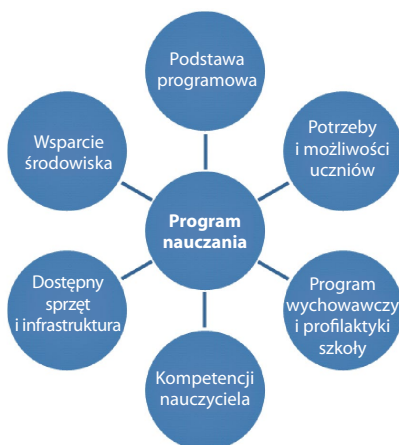 Podstawa
programowa
Wsparcie
środowiska
Potrzeby
i możliwości
uczniów
Program
nauczania
Dostępny
sprzęt
i infrastruktura
Program
wychowawczy
i profilaktyki
szkoły
Kompetencji
nauczyciela